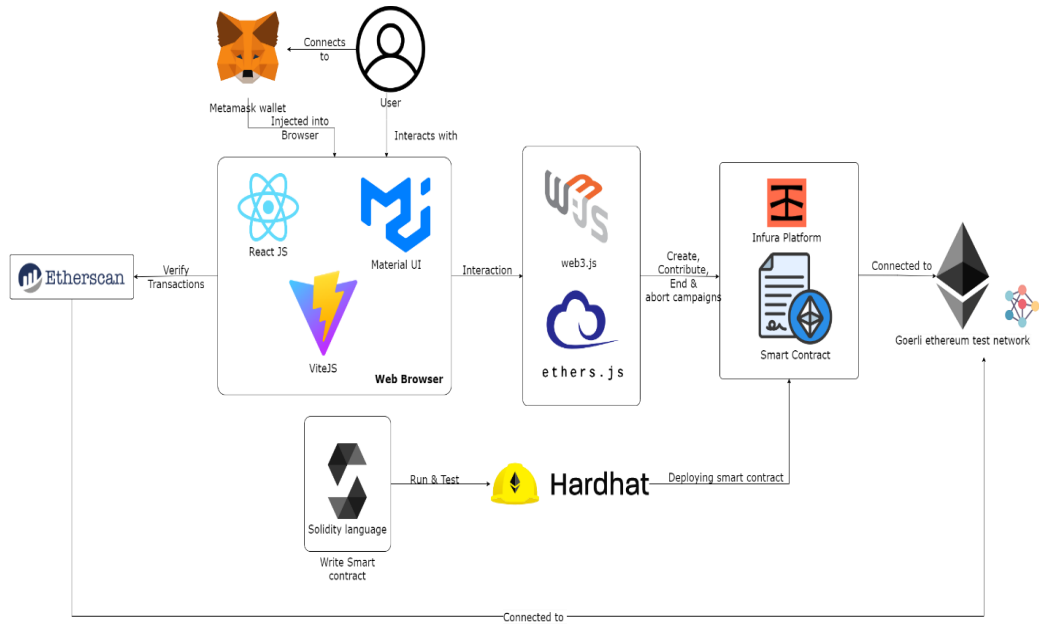 Connects
to
Metamask wallet
User
Injected into
Browser
Interacts with
React JS
Material UI
ViteJS
Web Browser
Etherscan
Verify
Transactions
Interaction
W3JS
web3.js
ethers.js
Create,
Contribute,
End &
abort campaigns
Infura Platform
Smart Contract
Connected to
Goerli ethereum test network
Solidity language
Write Smart
contract
Run & Test
Hardhat
Deploying smart contract
Connected to